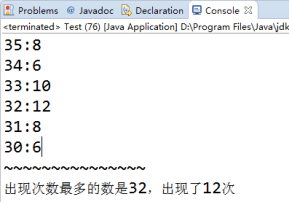 Problems @ Javadoc Declaration Console
<terminated> Test (76) [Java Application] D:\Program Files\Java\jdk
35:8
34:6
33:10
32:12
31:8
30:6
~~~~~~~~~~~~~~~
出现次数最多的数是32，出现了12次